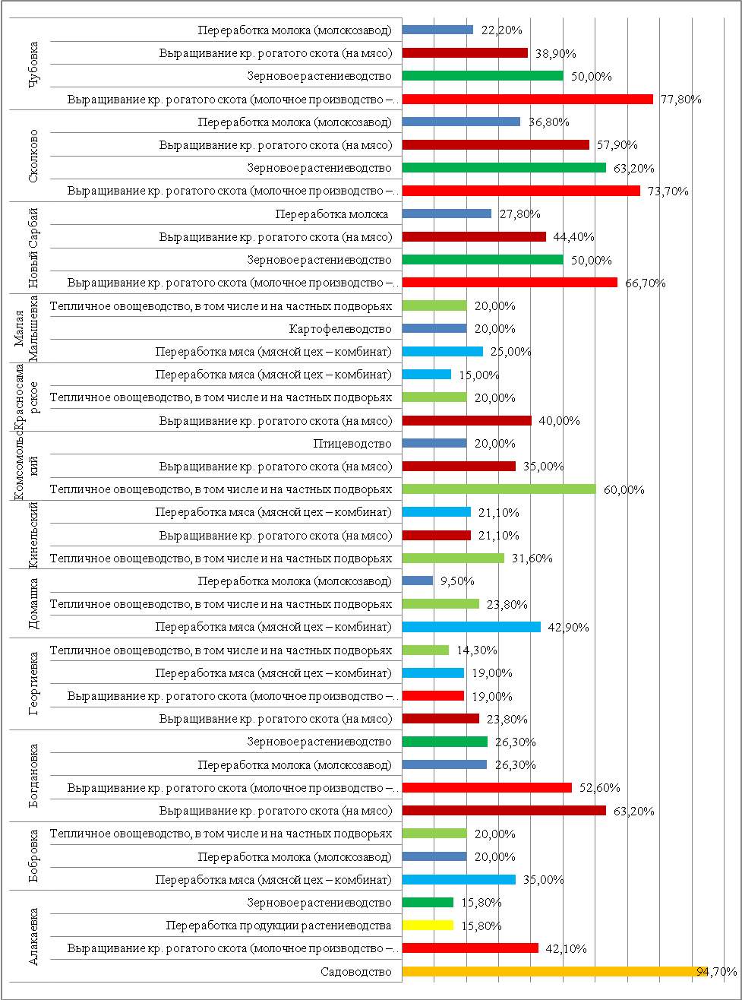 Чубовка
Переработка молока (молокозавод) 22,20%
Выращивание кр. рогатого скота (на мясо) 38,90%
Зерновое растениеводство 50,00%
Выращивание кр. рогатого скота (молочное производство –.. 77,80%
Сколково
Переработка молока (молокозавод) 36,80%
Выращивание кр. рогатого скота (на мясо) 57,90%
Зерновое растениеводство 63,20%
Выращивание кр. рогатого скота (молочное производство –.. 73,70%
Новый Сарбай
Переработка молока 27,80%
Выращивание кр. рогатого скота (на мясо) 44,40%
Зерновое растениеводство 50,00%
Выращивание кр. рогатого скота (молочное производство –.. 66,70%
Малая
Малышевка
Тепличное овощеводство, в том числе и на частных подворьях 20,00%
Картофелеводство 20,00%
Переработка мяса (мясной цех – комбинат) 25,00%
Красносама
рское
Переработка мяса (мясной цех – комбинат) 15,00%
Тепличное овощеводство, в том числе и на частных подворьях 20,00%
Выращивание кр. рогатого скота (на мясо) 40,00%
Комсомольс
кий
Птицеводство 20,00%
Выращивание кр. рогатого скота (на мясо) 35,00%
Тепличное овощеводство, в том числе и на частных подворьях 60,00%
Кинельский
Переработка мяса (мясной цех – комбинат) 21,10%
Выращивание кр. рогатого скота (на мясо) 21,10%
Тепличное овощеводство, в том числе и на частных подворьях 31,60%
Домашка
Переработка молока (молокозавод) 9,50%
Тепличное овощеводство, в том числе и на частных подворьях 23,80%
Переработка мяса (мясной цех – комбинат) 42,90%
Георгиевка
Тепличное овощеводство, в том числе и на частных подворьях 14,30%
Переработка мяса (мясной цех – комбинат) 19,00%
Выращивание кр. рогатого скота (молочное производство –.. 19,00%
Выращивание кр. рогатого скота (на мясо) 23,80%
Богдановка
Зерновое растениеводство 26,30%
Переработка молока (молокозавод) 26,30%
Выращивание кр. рогатого скота (молочное производство –.. 52,60%
Выращивание кр. рогатого скота (на мясо) 63,20%
Бобровка
Тепличное овощеводство, в том числе и на частных подворьях 20,00%
Переработка молока (молокозавод) 20,00%
Переработка мяса (мясной цех – комбинат) 35,00%
Алакаевка
Зерновое растениеводство 15,80%
Переработка продукции растениеводства 15,80%
Выращивание кр. рогатого скота (молочное производство –.. 42,10%
Садоводство 94,70%